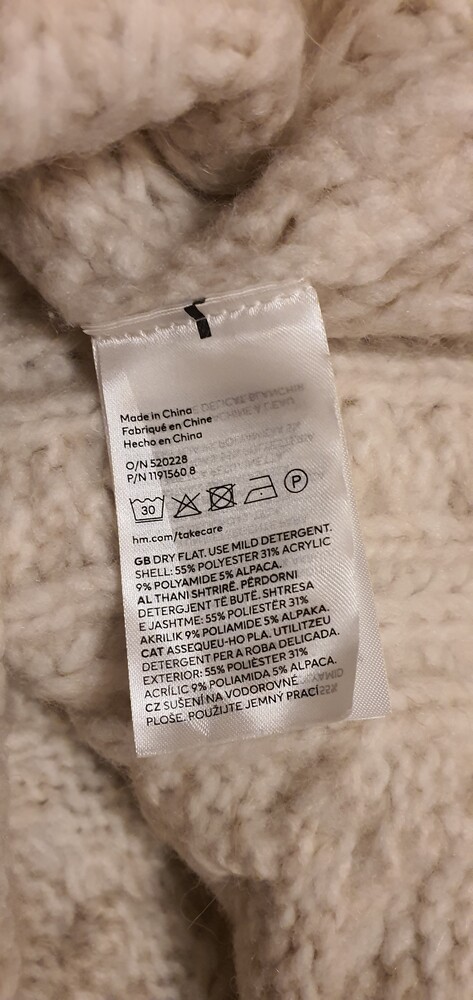 Made in China
Fabriqué en Chine
Hecho en China
O/N 520228
P/N 1191560 8
30
P
hm.com/takecare
GB DRY FLAT. USE MILD DETERGENT.
SHELL: 55% POLYESTER 31% ACRYLIC
9% POLYAMIDE 5% ALPACA.
AL THANI SHTRIRË. PËRDORNI
DETERGJENT TË BUTË. SHTRESA
E JASHTME: 55% POLIESTËR 31%
AKRILIK 9% POLIAMIDE 5% ALPAKA.
CAT ASSEQUEU-HO PLA. UTILITZEU
DETERGENT PER A ROBA DELICADA.
EXTERIOR: 55% POLIÈSTER 31%
ACRÍLIC 9% POLIAMIDA 5% ALPACA.
CZ SUŠENÍ NA VODOROVNÉ
PLOŠE. POUŽIJTE JEMNÝ PRACÍ